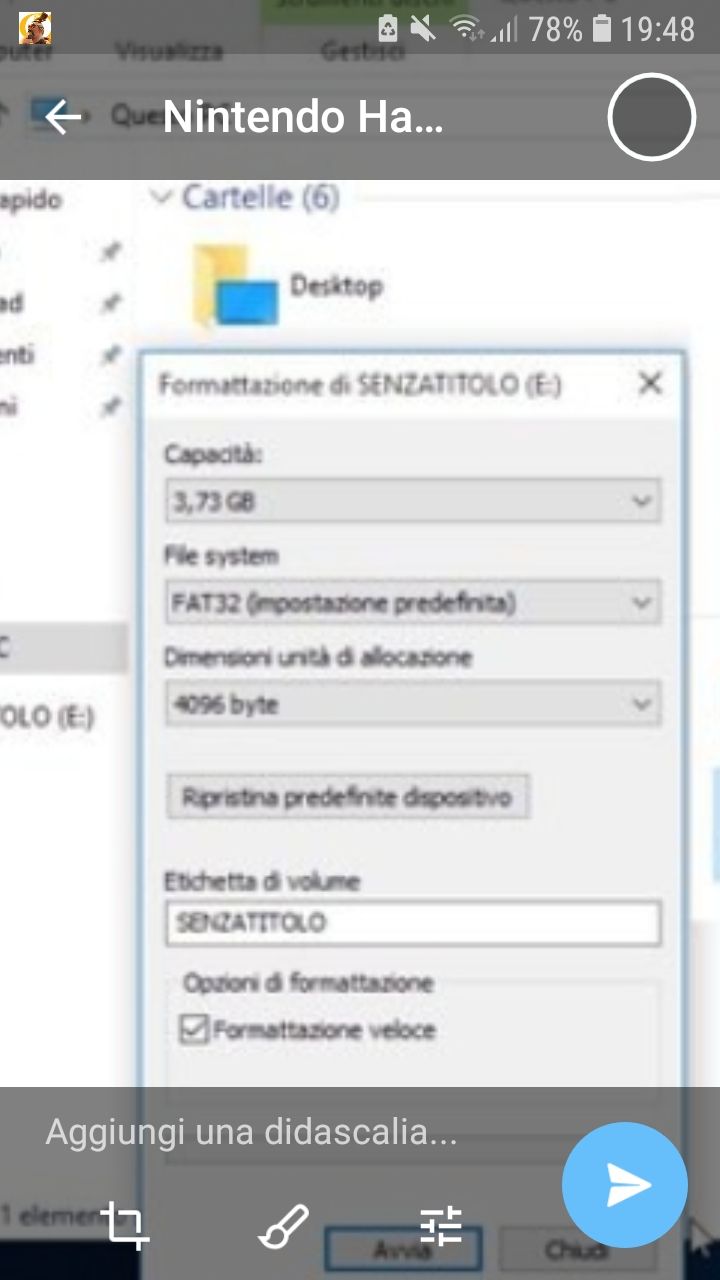 78% 19:48
Visualizza
Gestisci
Nintendo Ha...
apido
Cartelle (6)
Desktop
ad
enti
ni
Formattazione di SENZATITOLO (E:)
Capacità:
3,73 GB
File system
FAT32 (impostazione predefinita)
Dimensioni unità di allocazione
4096 byte
C
OLO (E:)
Ripristina predefinite dispositivo
Etichetta di volume
SENZATITOLO
Opzioni di formattazione
Formattazione veloce
Aggiungi una didascalia...
1 elemento
Avvia
Chiudi